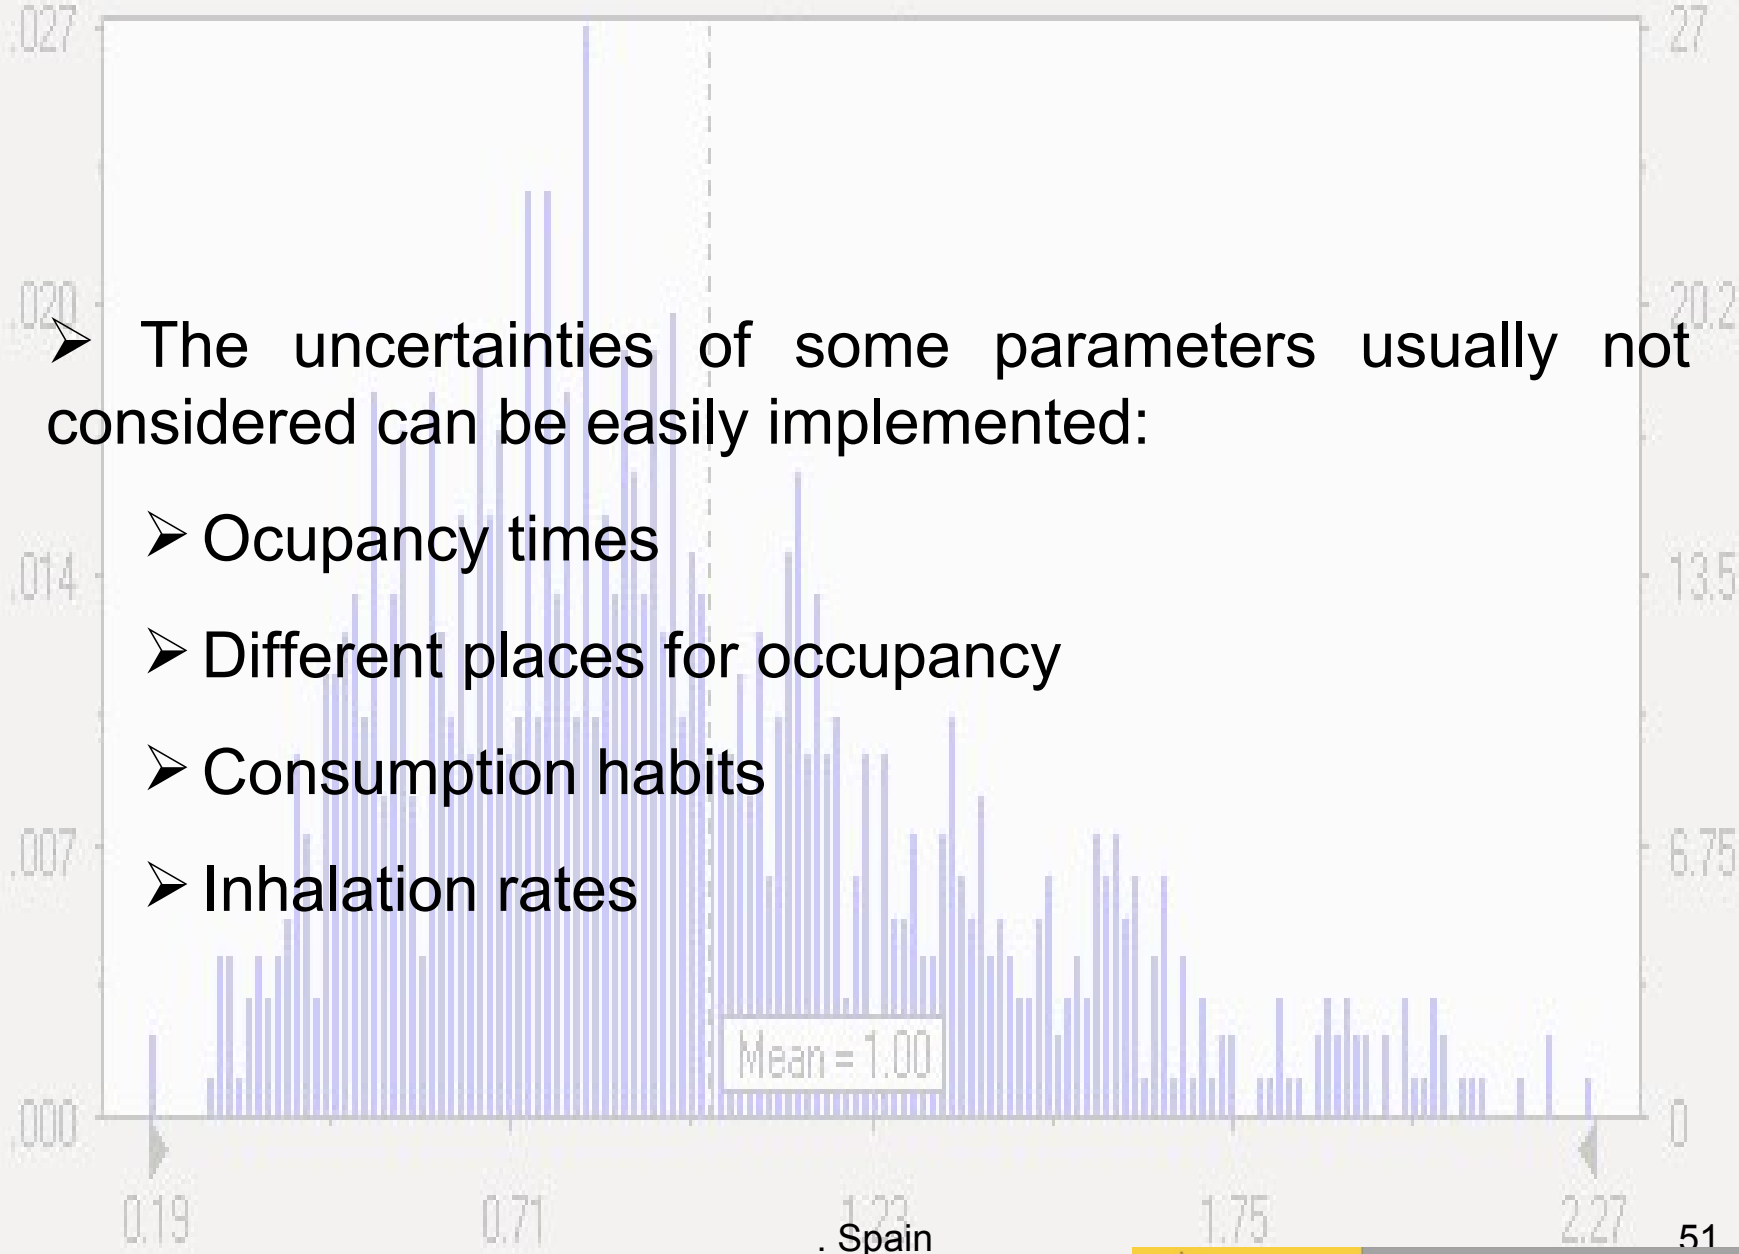 .027
27
.020
20.2
➢ The uncertainties of some parameters usually not
considered can be easily implemented:
➢ Ocupancy times
.014
13.5
➢ Different places for occupancy
➢ Consumption habits
.007
6.75
➢ Inhalation rates
Mean = 1.00
.000
0
0.19
0.71
1.23
1.75
2.27
. Spain
51